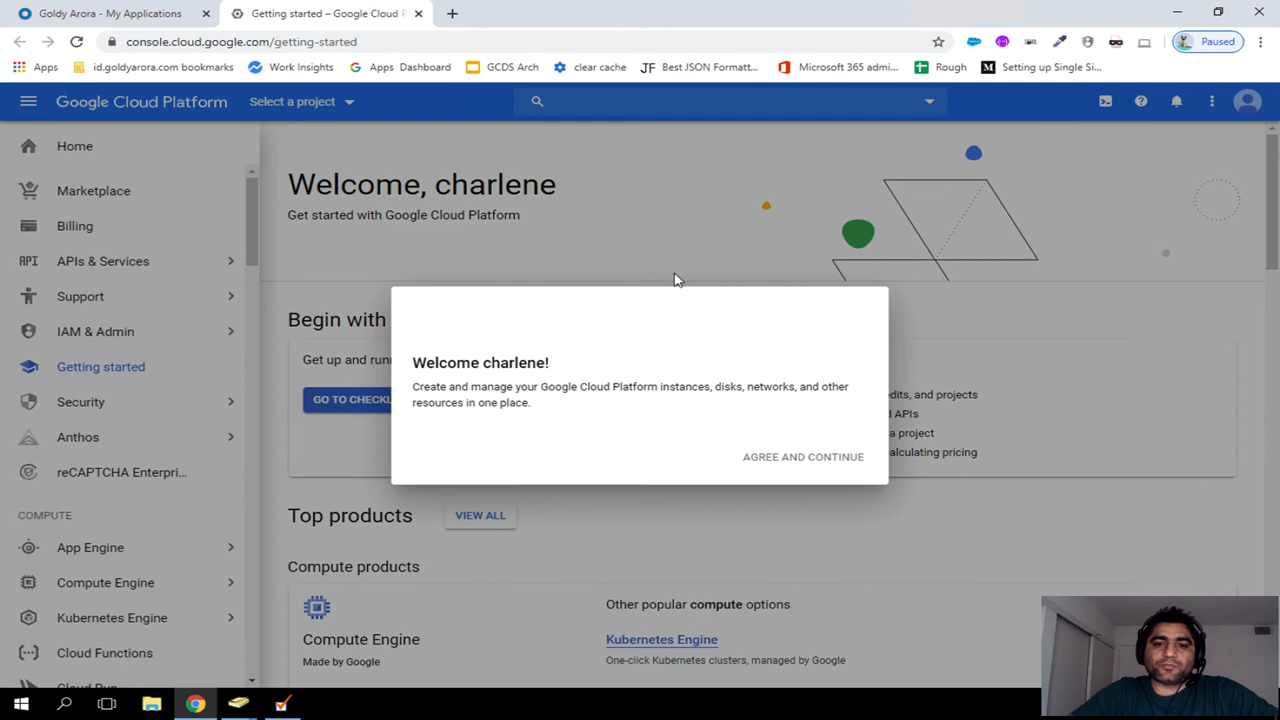 Goldy Arora - My Applications
Getting started – Google Cloud P
console.cloud.google.com/getting-started
Paused
Apps
id.goldyarora.com bookmarks
Work Insights
Apps Dashboard
GCDS Arch
clear cache
JF Best JSON Formatt...
Microsoft 365 admi...
Rough
M Setting up Single Si...
Google Cloud Platform
Select a project
Home
Marketplace
Billing
API APIs & Services
Support
IAM & Admin
Getting started
Security
Anthos
reCAPTCHA Enterpri...
COMPUTE
App Engine
Compute Engine
Kubernetes Engine
Cloud Functions
Cloud Run
Welcome, charlene
Get started with Google Cloud Platform
Begin with
Get up and runn
GO TO CHECKL
edits, and projects
d APIs
a project
alculating pricing
Welcome charlene!
Create and manage your Google Cloud Platform instances, disks, networks, and other
resources in one place.
AGREE AND CONTINUE
Top products
VIEW ALL
Compute products
Compute Engine
Made by Google
Other popular compute options
Kubernetes Engine
One-click Kubernetes clusters, managed by Google